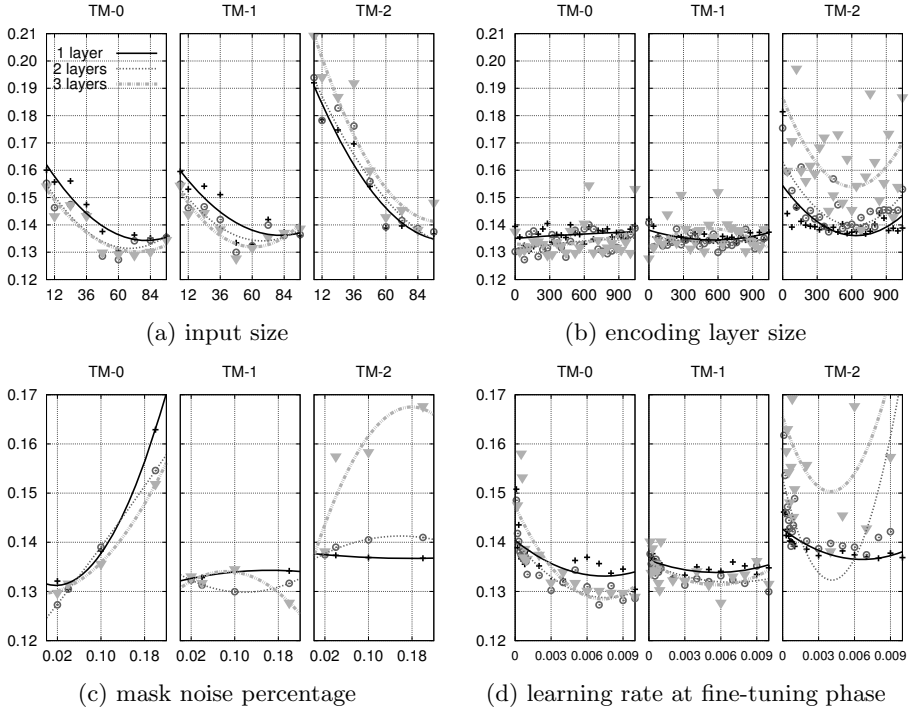 TM-0 TM-1 TM-2
0.21
0.20
0.19
0.18
0.17
0.16
0.15
0.14
0.13
0.12
1 layer
2 layers
3 layers
12 36 60 84 12 36 60 84 12 36 60 84
(a) input size
TM-0 TM-1 TM-2
0.21
0.20
0.19
0.18
0.17
0.16
0.15
0.14
0.13
0.12
0 300 600 900 0 300 600 900 0 300 600 900
(b) encoding layer size
TM-0 TM-1 TM-2
0.17
0.16
0.15
0.14
0.13
0.12
0.02 0.10 0.18 0.02 0.10 0.18 0.02 0.10 0.18
(c) mask noise percentage
TM-0 TM-1 TM-2
0.17
0.16
0.15
0.14
0.13
0.12
0 0.003 0.006 0.009 0 0.003 0.006 0.009 0 0.003 0.006 0.009
(d) learning rate at fine-tuning phase